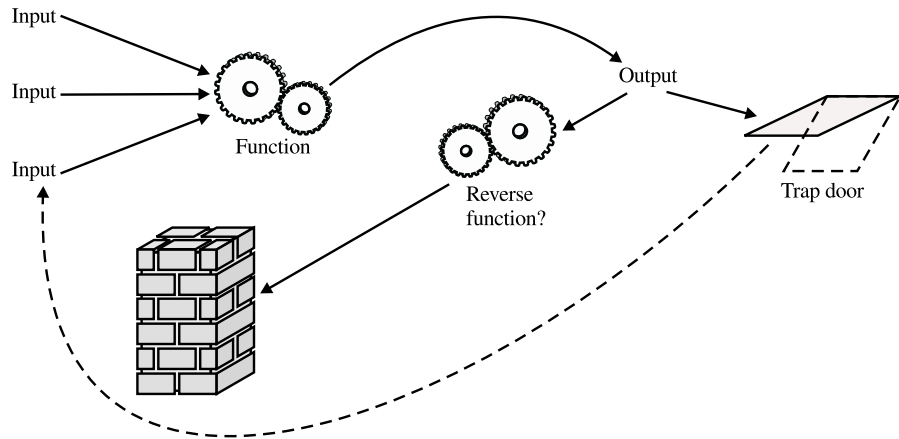 Input
Input
Input
Function
Output
Reverse
function?
Trap door